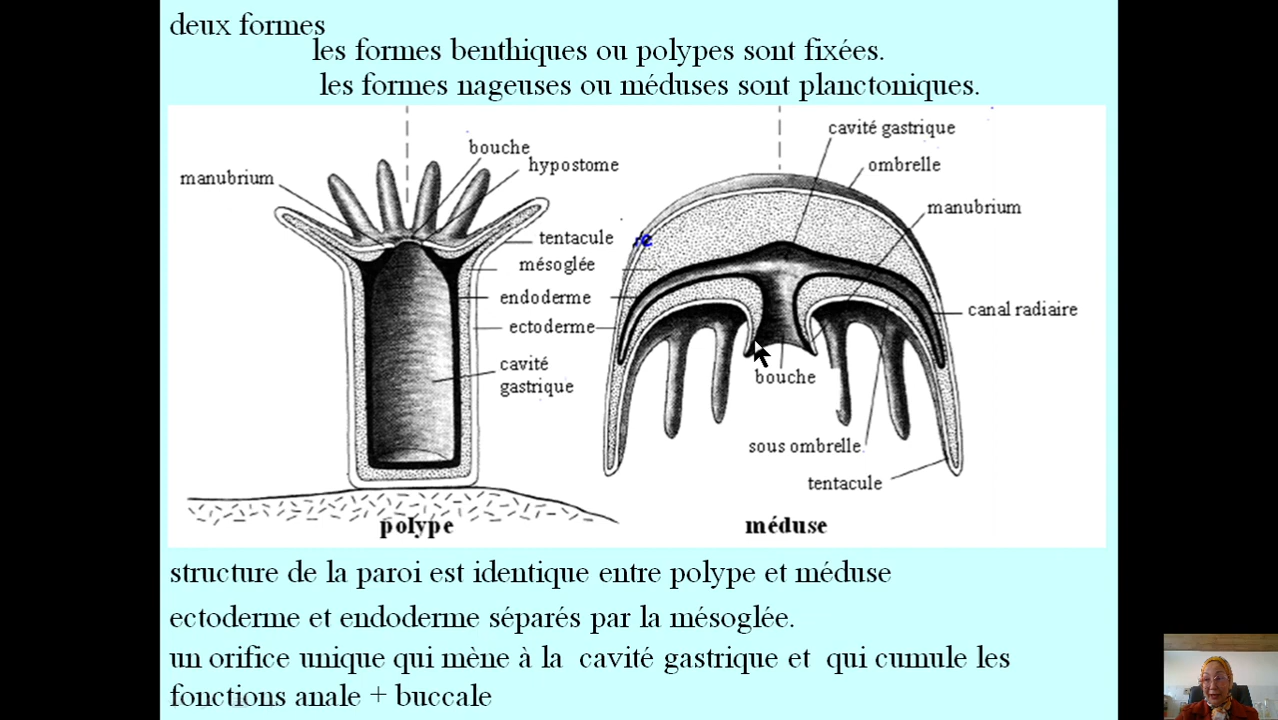 deux formes
les formes benthiques ou polypes sont fixées.
les formes nageuses ou méduses sont planctoniques.
cavité gastrique
bouche
hypostome
ombrelle
manubrium
manubrium
tentacule
mésoglée
endoderme
ectoderme
canal radiaire
cavité
gastrique
bouche
sous ombrelle
tentacule
polype
méduse
structure de la paroi est identique entre polype et méduse
ectoderme et endoderme séparés par la mésoglée.
un orifice unique qui mène à la cavité gastrique et qui cumule les
fonctions anale + buccale